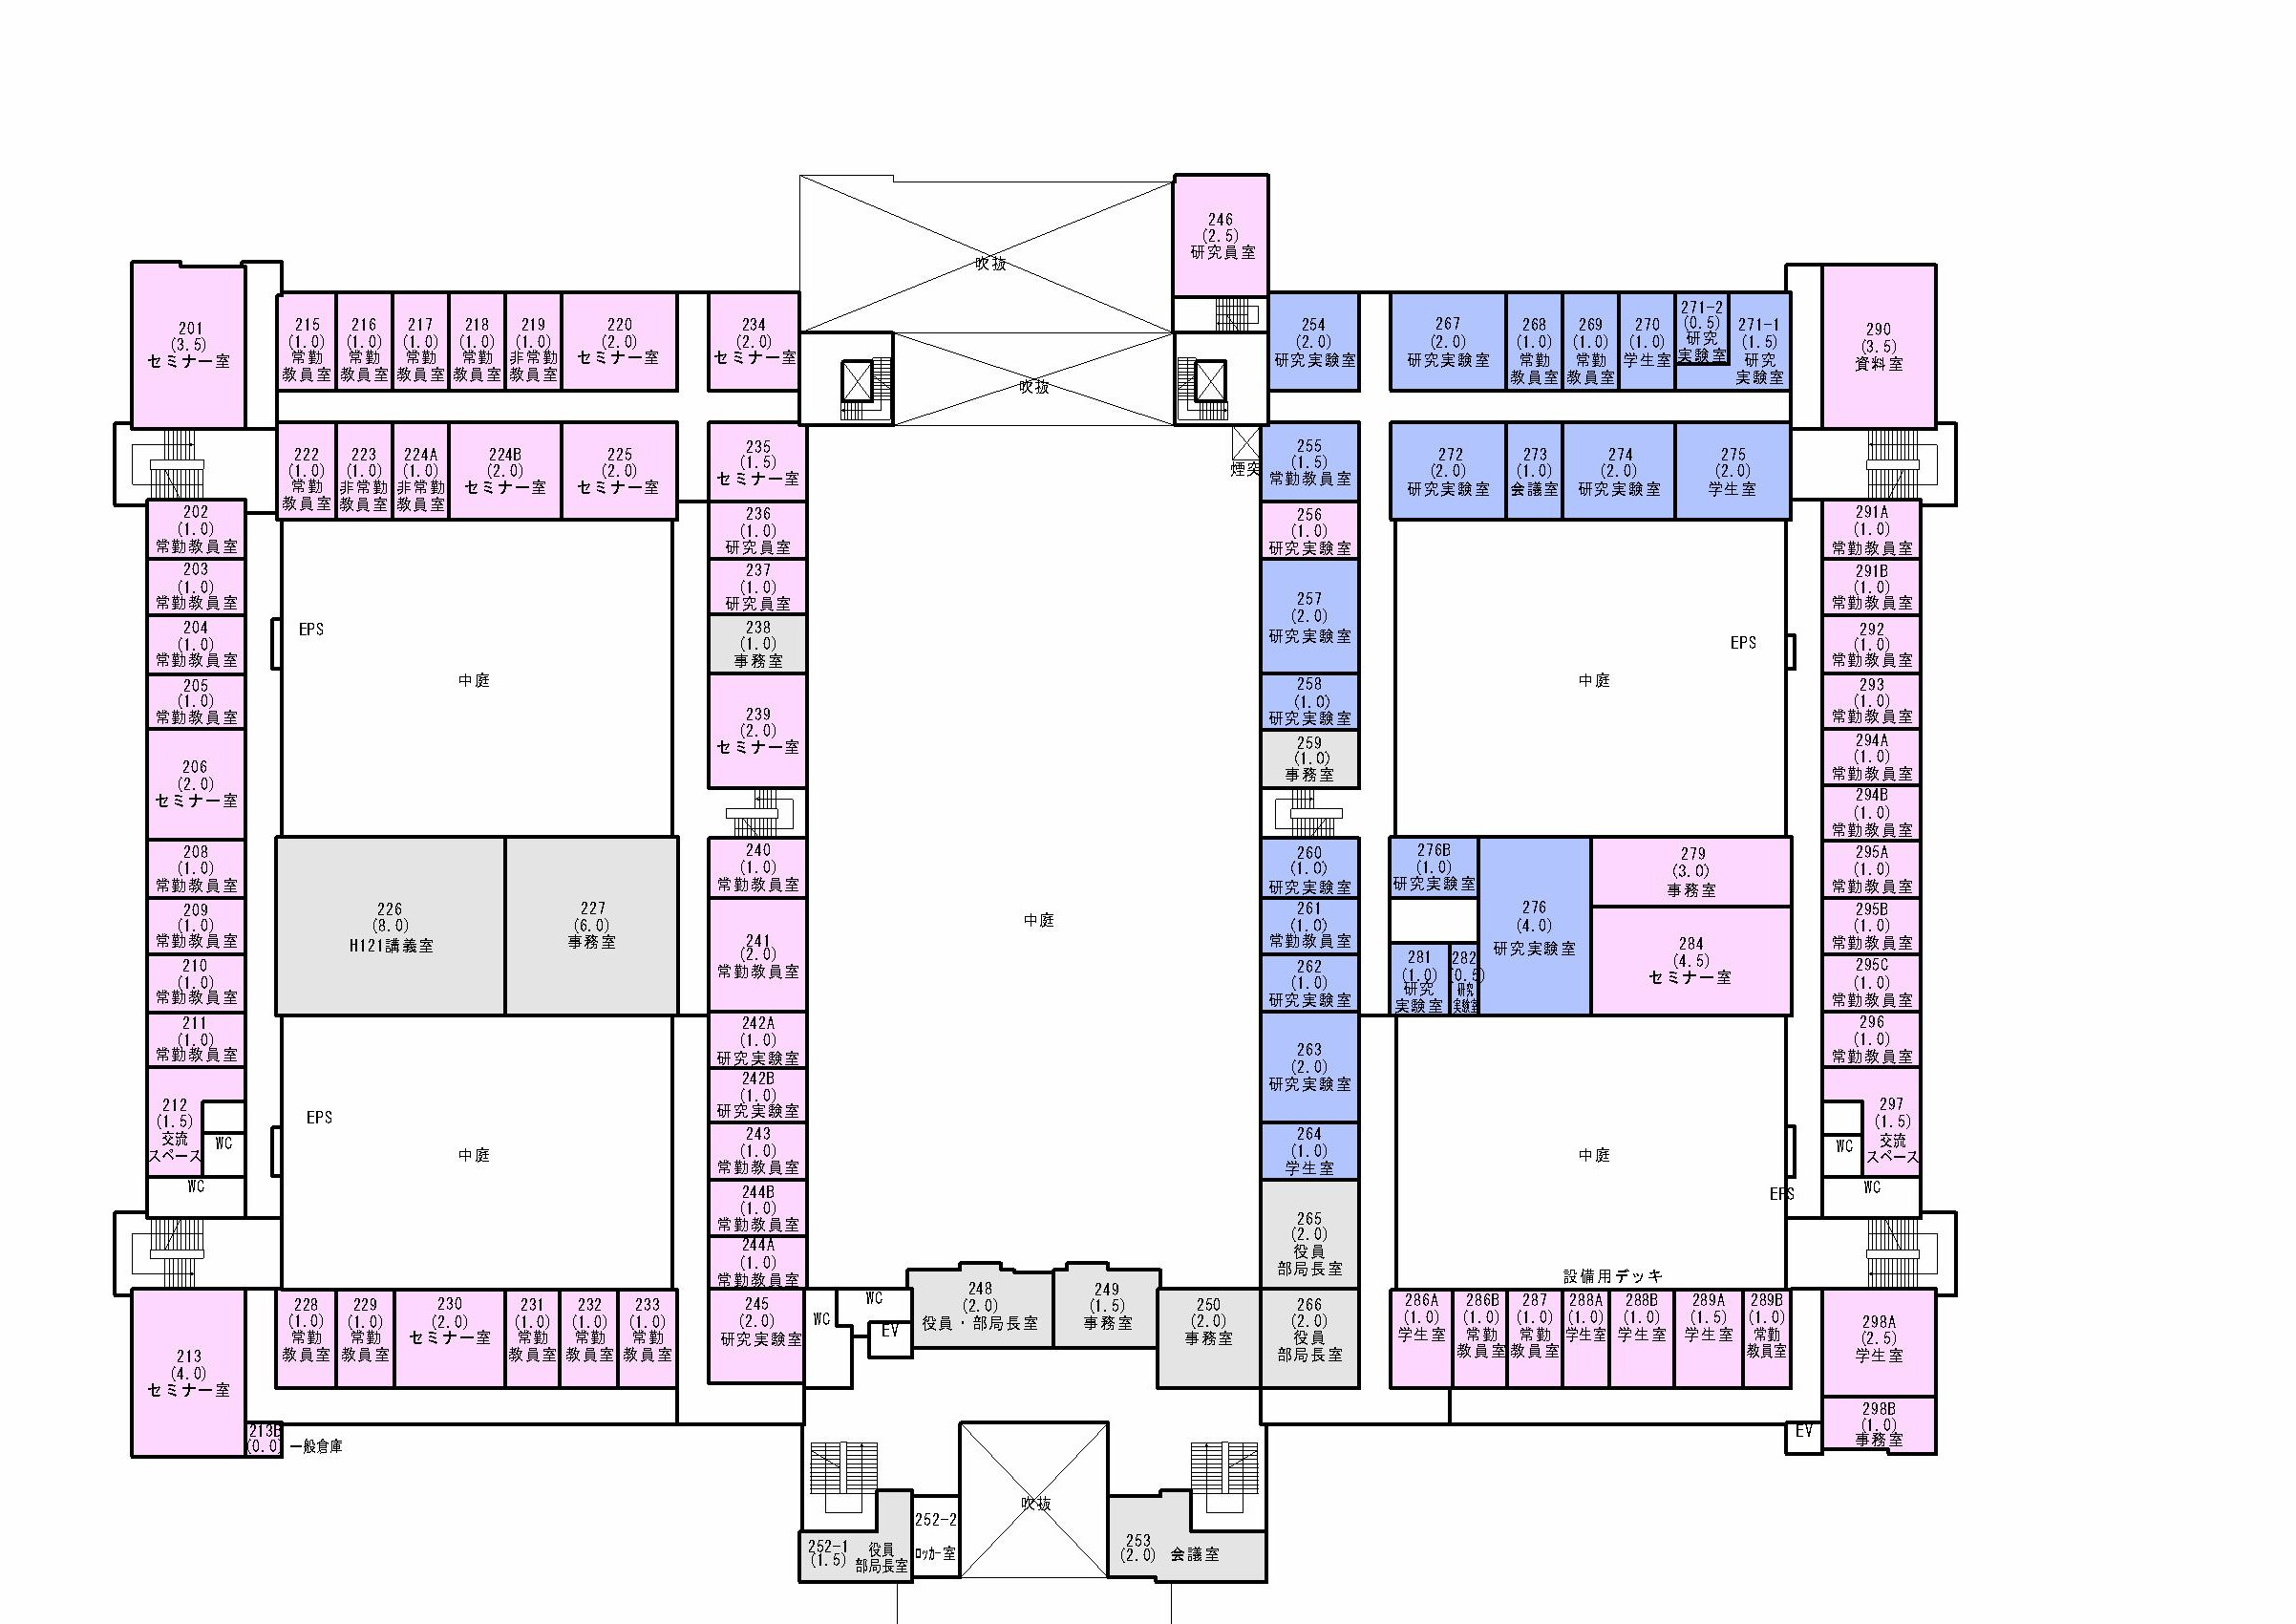 246
(2.5)
研究員室
吹抜
吹抜
201
(3.5)
セミナー室
215
(1.0)
常勤
教員室
216
(1.0)
常勤
教員室
217
(1.0)
常勤
教員室
218
(1.0)
常勤
教員室
219
(1.0)
非常勤
教員室
220
(2.0)
セミナー室
234
(2.0)
セミナー室
254
(2.0)
研究実験室
267
(2.0)
研究実験室
268
(1.0)
常勤
教員室
269
(1.0)
常勤
教員室
270
(1.0)
学生室
271-2
(0.5)
研究
実験室
271-1
(1.5)
研究
実験室
290
(3.5)
資料室
222
(1.0)
常勤
教員室
223
(1.0)
非常勤
教員室
224A
(1.0)
非常勤
教員室
224B
(2.0)
セミナー室
225
(2.0)
セミナー室
235
(1.5)
セミナー室
煙突
255
(1.5)
常勤教員室
272
(2.0)
研究実験室
273
(1.0)
会議室
274
(2.0)
研究実験室
275
(2.0)
学生室
202
(1.0)
常勤教員室
203
(1.0)
常勤教員室
204
(1.0)
常勤教員室
205
(1.0)
常勤教員室
206
(2.0)
セミナー室
208
(1.0)
常勤教員室
209
(1.0)
常勤教員室
210
(1.0)
常勤教員室
211
(1.0)
常勤教員室
212
(1.5)
交流
スペース
WC
WC
EPS
中庭
226
(8.0)
H121講義室
227
(6.0)
事務室
EPS
中庭
236
(1.0)
研究員室
237
(1.0)
研究員室
238
(1.0)
事務室
239
(2.0)
セミナー室
240
(1.0)
常勤教員室
241
(2.0)
常勤教員室
242A
(1.0)
研究実験室
242B
(1.0)
研究実験室
243
(1.0)
常勤教員室
244B
(1.0)
常勤教員室
244A
(1.0)
常勤教員室
中庭
256
(1.0)
研究実験室
257
(2.0)
研究実験室
258
(1.0)
研究実験室
259
(1.0)
事務室
260
(1.0)
研究実験室
261
(1.0)
常勤教員室
262
(1.0)
研究実験室
263
(2.0)
研究実験室
264
(1.0)
学生室
265
(2.0)
役員
部局長室
EPS
中庭
276B
(1.0)
研究実験室
276
(4.0)
研究実験室
279
(3.0)
事務室
281
(1.0)
研究
実験室
282
(0.5)
研究
実験室
284
(4.5)
セミナー室
中庭
EPS
設備用デッキ
291A
(1.0)
常勤教員室
291B
(1.0)
常勤教員室
292
(1.0)
常勤教員室
293
(1.0)
常勤教員室
294A
(1.0)
常勤教員室
294B
(1.0)
常勤教員室
295A
(1.0)
常勤教員室
295B
(1.0)
常勤教員室
295C
(1.0)
常勤教員室
296
(1.0)
常勤教員室
297
(1.5)
交流
スペース
WC
WC
213
(4.0)
セミナー室
213B
(0.0)
一般倉庫
228
(1.0)
常勤
教員室
229
(1.0)
常勤
教員室
230
(2.0)
セミナー室
231
(1.0)
常勤
教員室
232
(1.0)
常勤
教員室
233
(1.0)
常勤
教員室
245
(2.0)
研究実験室
WC
WC
EV
248
(2.0)
役員・部局長室
249
(1.5)
事務室
250
(2.0)
事務室
266
(2.0)
役員
部局長室
286A
(1.0)
学生室
286B
(1.0)
常勤
教員室
287
(1.0)
常勤
教員室
288A
(1.0)
学生室
288B
(1.0)
学生室
289A
(1.5)
学生室
289B
(1.0)
常勤
教員室
298A
(2.5)
学生室
298B
(1.0)
事務室
EV
252-1
(1.5)
役員
部局長室
252-2
ロッカー室
吹抜
253
(2.0)
会議室